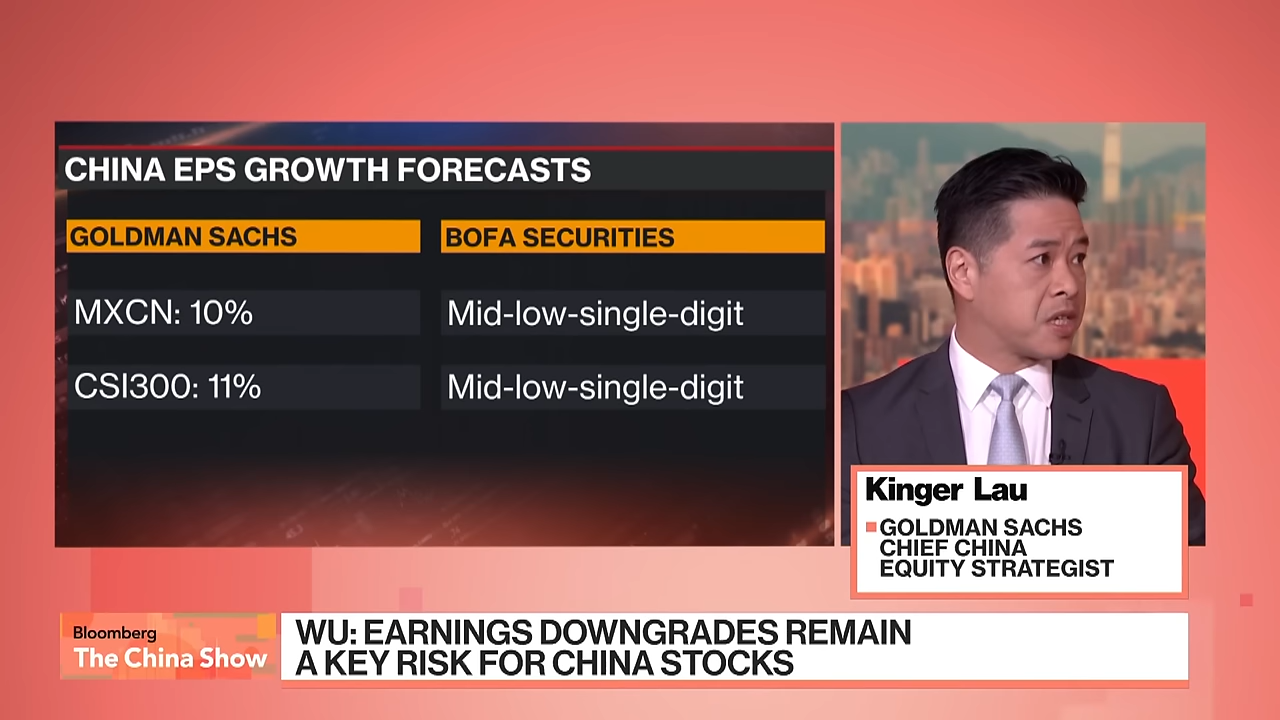 CHINA EPS GROWTH FORECASTS
GOLDMAN SACHS
BOFA SECURITIES
MXCN: 10%
Mid-low-single-digit
CSI300: 11%
Mid-low-single-digit
Kinger Lau
GOLDMAN SACHS
CHIEF CHINA
EQUITY STRATEGIST
Bloomberg
The China Show
WU: EARNINGS DOWNGRADES REMAIN
A KEY RISK FOR CHINA STOCKS